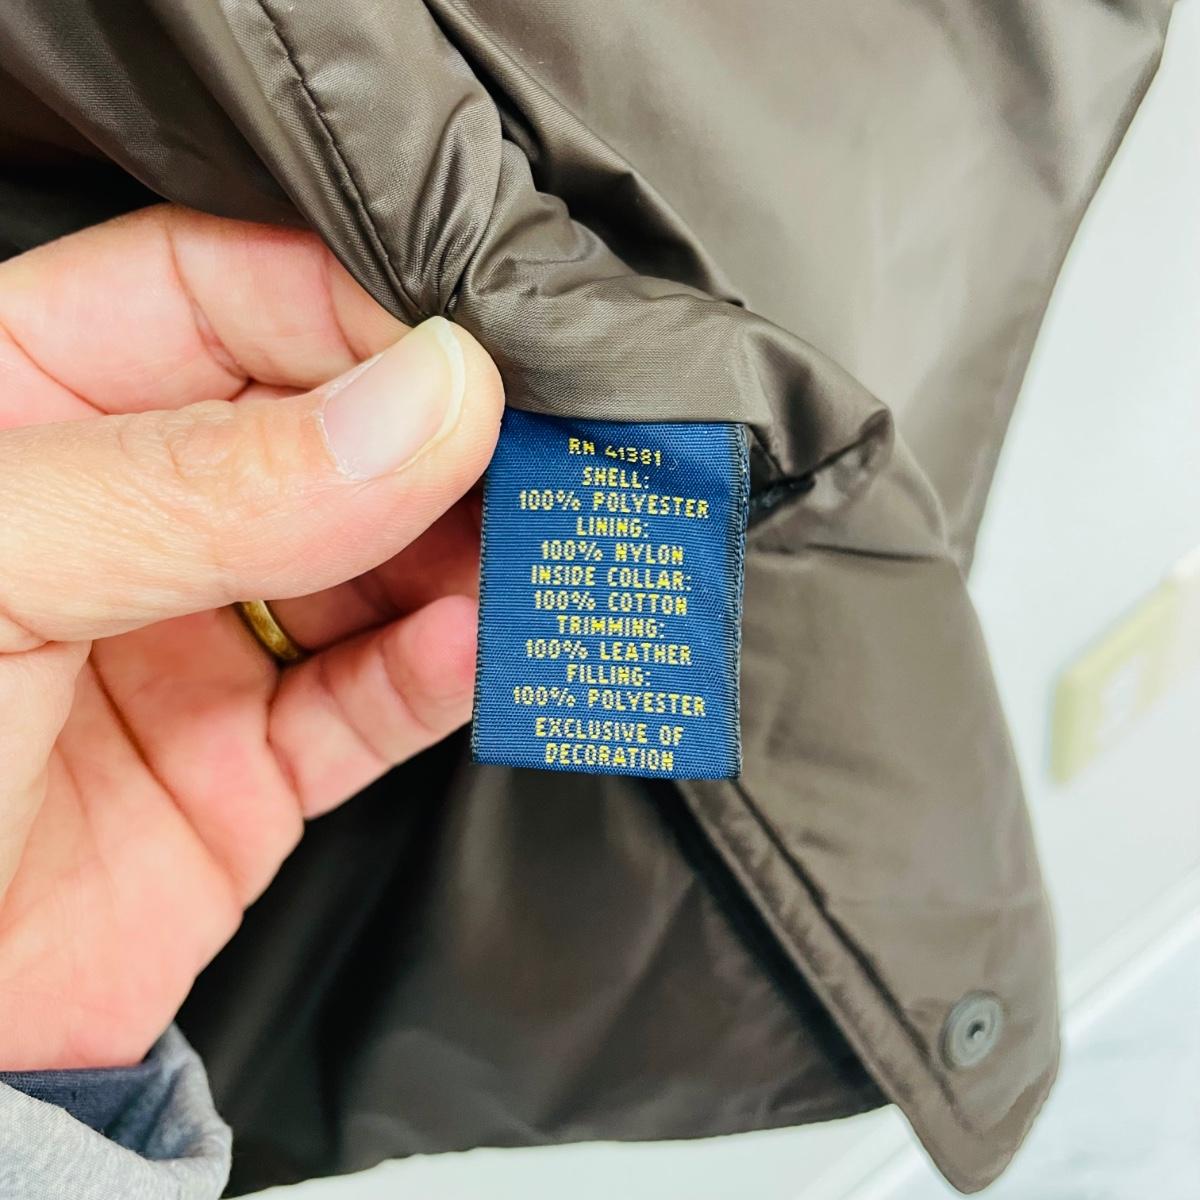 RN 41381
SHELL:
100% POLYESTER
LINING:
100% NYLON
INSIDE COLLAR:
100% COTTON
TRIMMING:
100% LEATHER
FILLING:
100% POLYESTER
EXCLUSIVE OF
DECORATION